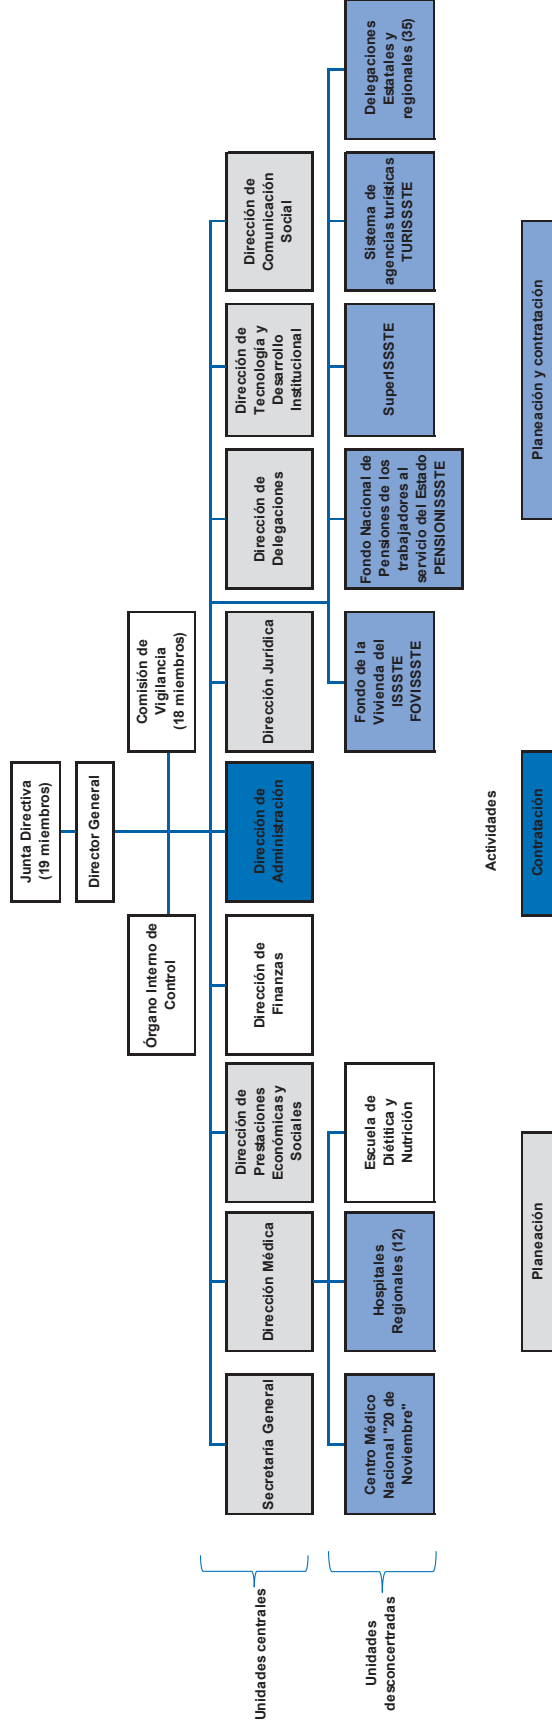 Junta Directiva
(19 miembros)
Director General
Órgano Interno de
Control
Comisión de
Vigilancia
(18 miembros)
Unidades centrales
Secretaría General
Dirección Médica
Dirección de
Prestaciones
Económicas y
Sociales
Dirección de
Finanzas
Dirección de
Administración
Dirección Jurídica
Dirección de
Delegaciones
Dirección de
Tecnología y
Desarrollo
Institucional
Dirección de
Comunicación
Social
Unidades
desconcertradas
Centro Médico
Nacional "20 de
Noviembre"
Hospitales
Regionales (12)
Escuela de
Diétitica y
Nutrición
Fondo de la
Vivienda del
ISSSTE
FOVISSSTE
Fondo Nacional de
Pensiones de los
trabajadores al
servicio del Estado
PENSIONISSSTE
SuperISSSTE
Sistema de
agencias turísticas
TURISSSTE
Delegaciones
Estatales y
regionales (35)
Actividades
Planeación
Contratación
Planeación y contratación